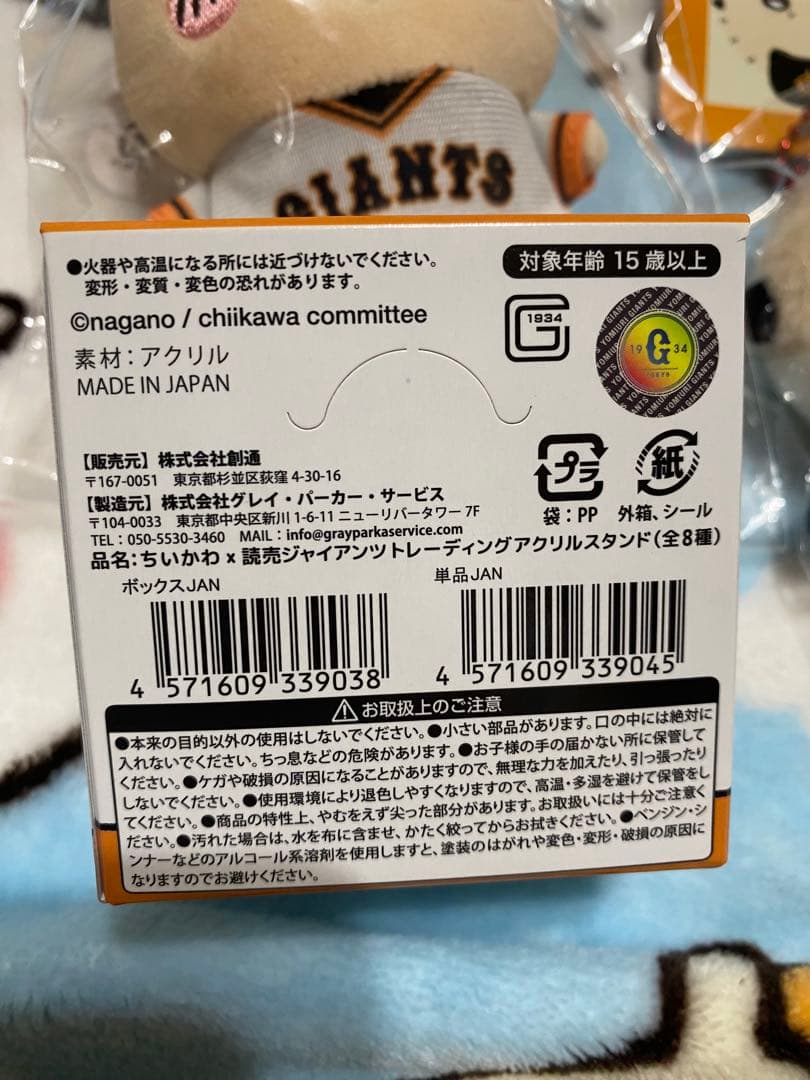 GIANTS
●火器や高温になる所には近づけないでください。
変形・変質・変色の恐れがあります。
対象年齢 15歳以上
©nagano / chiikawa committee
1934
G
YOMIURI GIANTS
19 G 34
TOKYO
素材：アクリル
MADE IN JAPAN
【販売元】株式会社創通
〒167-0051 東京都杉並区荻窪 4-30-16
【製造元】株式会社グレイ・パーカー・サービス
〒104-0033 東京都中央区新川 1-6-11 ニューリバータワー 7F
TEL：050-5530-3460 MAIL：info@grayparkaservice.com
プラ
袋：PP
紙
外箱、シール
品名：ちいかわ x 読売ジャイアンツトレーディングアクリルスタンド（全8種）
ボックスJAN
4 571609 339038
単品JAN
4 571609 339045
⚠お取扱上のご注意
●本来の目的以外の使用はしないでください。●小さい部品があります。口の中には絶対に
入れないでください。ちっ息などの危険があります。●お子様の手の届かない所に保管して
ください。●ケガや破損の原因になることがありますので、無理な力を加えたり、引っ張ったり
しないでください。●使用環境により退色しやすくなりますので、高温・多湿を避けて保管をし
てください。●商品の特性上、やむをえず尖った部分があります。お取扱いには十分ご注意く
ださい。●汚れた場合は、水を布に含ませ、かたく絞ってからお拭きください。●ベンジン・シ
ンナーなどのアルコール系溶剤を使用しますと、塗装のはがれや変色・変形・破損の原因に
なりますのでお避けください。